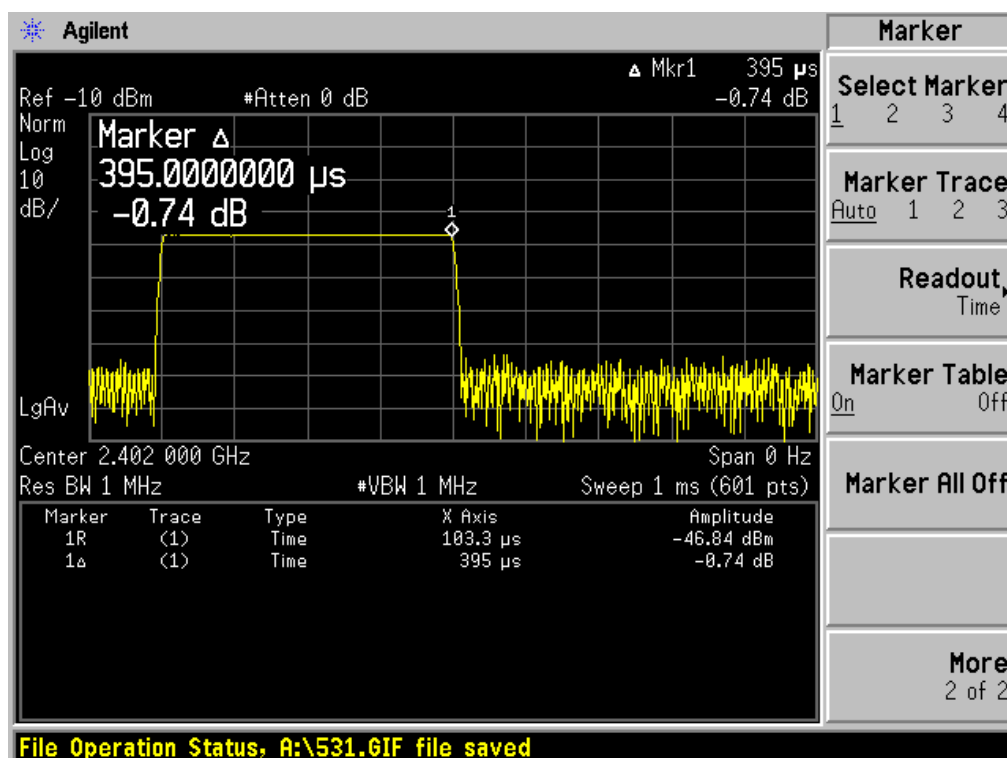 Agilent
Marker
Δ Mkr1 395 µs
Ref -10 dBm #Atten 0 dB -0.74 dB
Norm
Log
10
dB/
Marker Δ
395.0000000 µs
-0.74 dB
1
LgAv
Center 2.402 000 GHz Span 0 Hz
Res BW 1 MHz #VBW 1 MHz Sweep 1 ms (601 pts)
Marker Trace Type X Axis Amplitude
1R (1) Time 103.3 µs -46.84 dBm
1Δ (1) Time 395 µs -0.74 dB
Select Marker
1 2 3 4
Marker Trace
Auto 1 2 3
Readout
Time
Marker Table
On Off
Marker All Off
More
2 of 2
File Operation Status, A:\531.GIF file saved